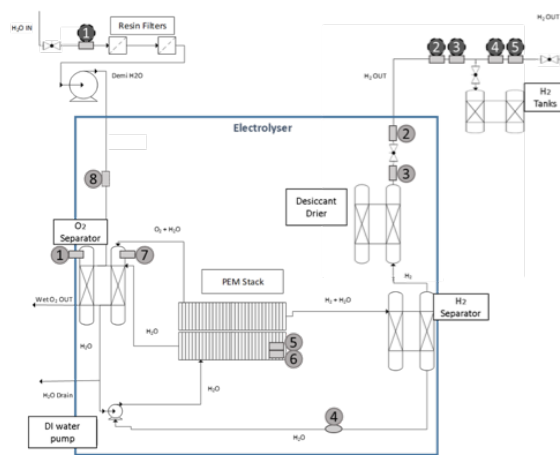 H₂O IN
1
Resin Filters
Demi H2O
H₂ OUT
2 3 4 5
H₂ OUT
H2
Tanks
Electrolyser
2
3
8
Desiccant
Drier
O₂
Separator
1
7
O₂ + H₂O
H₂
PEM Stack
H₂ + H₂O
H₂
Separator
Wet O₂ OUT
H₂O
5
6
H₂O
H₂O
H₂O Drain
4
H₂O
DI water
pump